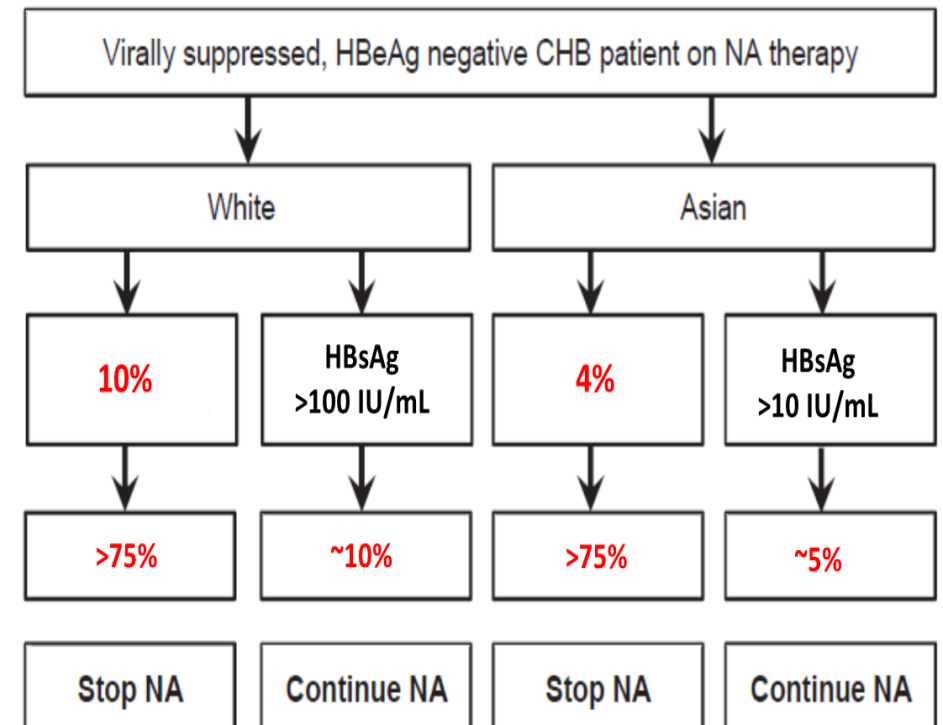 Virally suppressed, HBeAg negative CHB patient on NA therapy
White
Asian
10%
HBsAg
>100 IU/mL
4%
HBsAg
>10 IU/mL
>75%
~10%
>75%
~5%
Stop NA
Continue NA
Stop NA
Continue NA